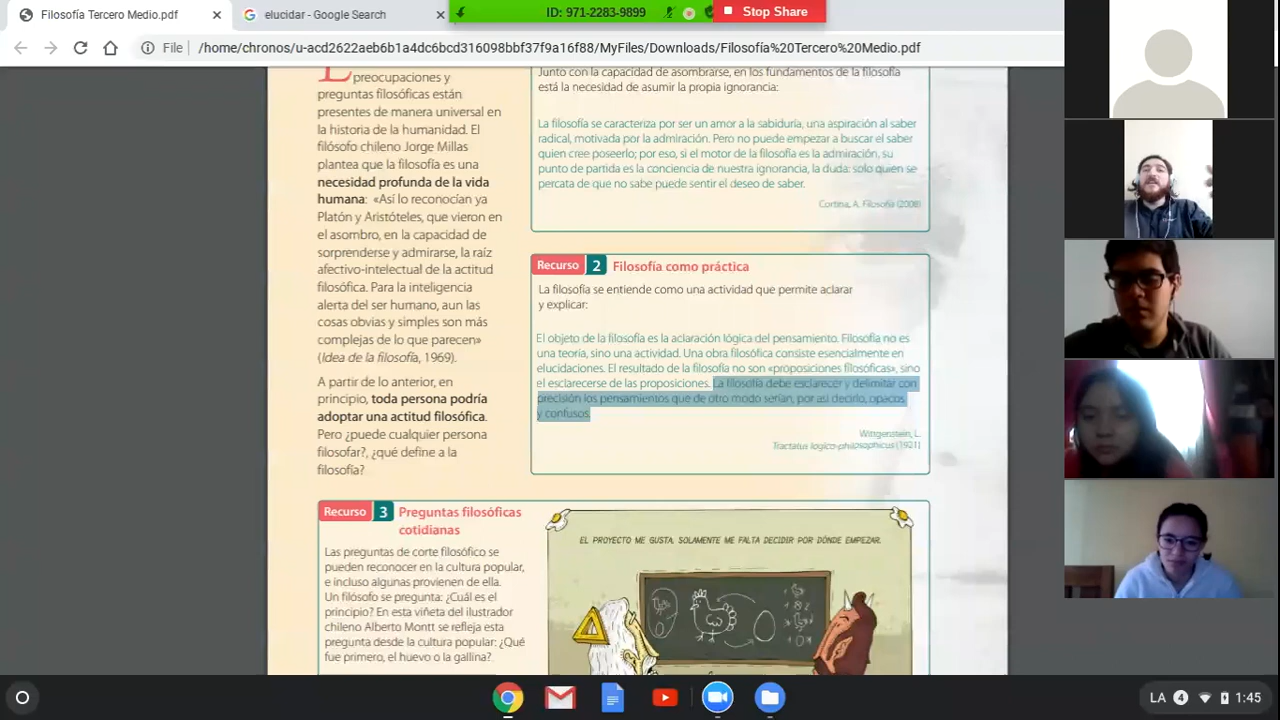 Filosofía Tercero Medio.pdf
elucidar - Google Search
ID: 971-2283-9899
Stop Share
File
/home/chronos/u-acd2622aeb6b1a4dc6bcd316098bbf37f9a16f88/MyFiles/Downloads/Filosofía%20Tercero%20Medio.pdf
preocupaciones y
preguntas filosóficas están
presentes de manera universal en
la historia de la humanidad. El
filósofo chileno Jorge Millas
plantea que la filosofía es una
necesidad profunda de la vida
humana: «Así lo reconocían ya
Platón y Aristóteles, que vieron en
el asombro, en la capacidad de
sorprenderse y admirarse, la raíz
afectivo-intelectual de la actitud
filosófica. Para la inteligencia
alerta del ser humano, aun las
cosas obvias y simples son más
complejas de lo que parecen»
(Idea de la filosofía, 1969).
A partir de lo anterior, en
principio, toda persona podría
adoptar una actitud filosófica.
Pero ¿puede cualquier persona
filosofar?, ¿qué define a la
filosofía?
Junto con la capacidad de asombrarse, en los fundamentos de la filosofía
está la necesidad de asumir la propia ignorancia:
La filosofía se caracteriza por ser un amor a la sabiduría, una aspiración al saber
radical, motivada por la admiración. Pero no puede empezar a buscar el saber
quien cree poseerlo; por eso, si el motor de la filosofía es la admiración, su
punto de partida es la conciencia de nuestra ignorancia, la duda: solo quien se
percata de que no sabe puede sentir el deseo de saber.
Cortina, A. Filosofía (2008)
Recurso 2 Filosofía como práctica
La filosofía se entiende como una actividad que permite aclarar
y explicar:
El objeto de la filosofía es la aclaración lógica del pensamiento. Filosofía no es
una teoría, sino una actividad. Una obra filosófica consiste esencialmente en
elucidaciones. El resultado de la filosofía no son «proposiciones filosóficas», sino
el esclarecerse de las proposiciones. La filosofía debe esclarecer y delimitar con
precisión los pensamientos que de otro modo serían, por así decirlo, opacos
y confusos.
Wittgenstein, L.
Tractatus logico-philosophicus (1921)
Recurso 3 Preguntas filosóficas
cotidianas
Las preguntas de corte filosófico se
pueden reconocer en la cultura popular,
e incluso algunas provienen de ella.
Un filósofo se pregunta: ¿Cuál es el
principio? En esta viñeta del ilustrador
chileno Alberto Montt se refleja esta
pregunta desde la cultura popular: ¿Qué
fue primero, el huevo o la gallina?
EL PROYECTO ME GUSTA, SOLAMENTE ME FALTA DECIDIR POR DÓNDE EMPEZAR.
LA 4 1:45